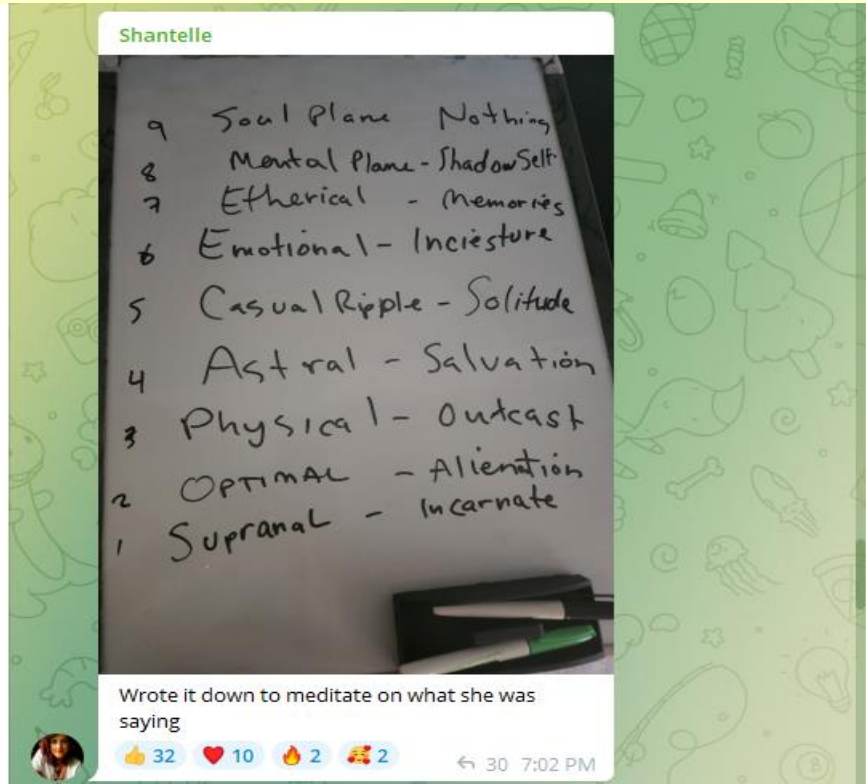 Shantelle
9 Soul Plane Nothing
8 Mental Plane - Shadow Self
7 Etherical - Memories
6 Emotional - Inciesture
5 Casual Ripple - Solitude
4 Astral - Salvation
3 Physical - Outcast
2 OPTIMAL - Alienation
1 Supranal - Incarnate
Wrote it down to meditate on what she was
saying
👍 32 ❤️ 10 🔥 2 🥰 2 30 7:02 PM